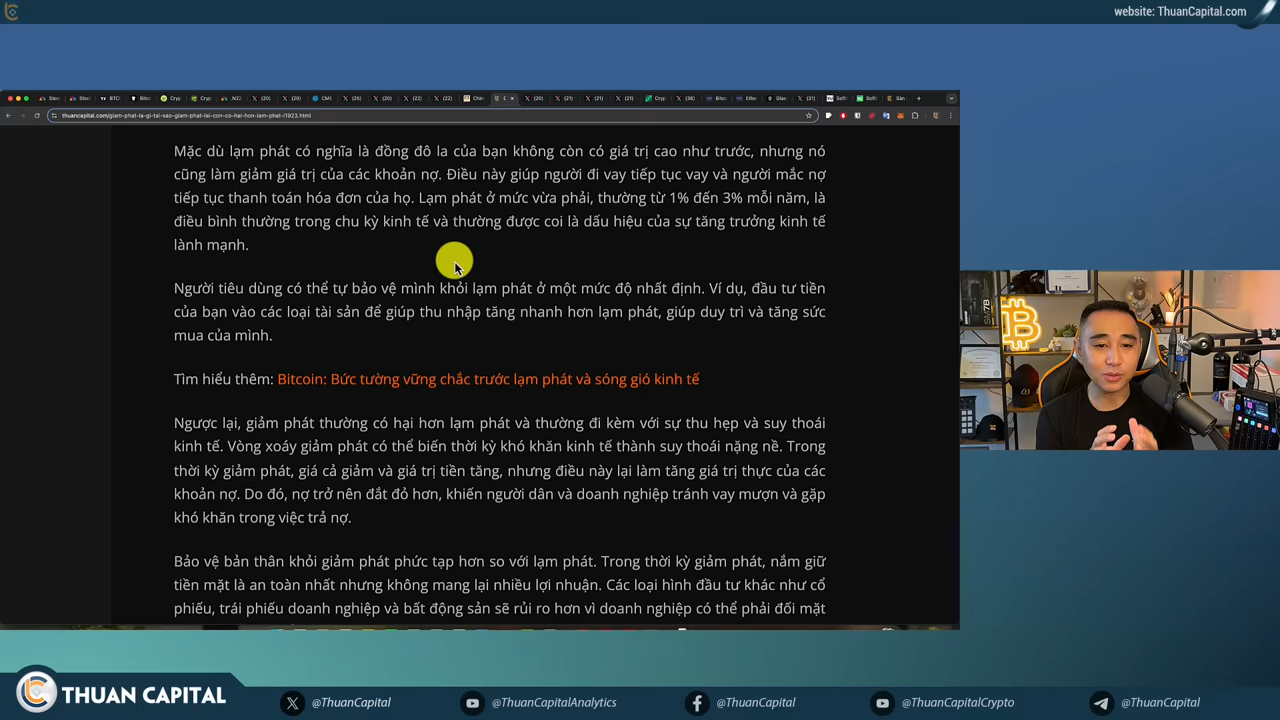 website: ThuanCapital.com
thuancapital.com/giam-phat-la-gi-tai-sao-giam-phat-lai-con-co-hai-hon-lam-phat-i1923.html
Mặc dù lạm phát có nghĩa là đồng đô la của bạn không còn có giá trị cao như trước, nhưng nó
cũng làm giảm giá trị của các khoản nợ. Điều này giúp người đi vay tiếp tục vay và người mắc nợ
tiếp tục thanh toán hóa đơn của họ. Lạm phát ở mức vừa phải, thường từ 1% đến 3% mỗi năm, là
điều bình thường trong chu kỳ kinh tế và thường được coi là dấu hiệu của sự tăng trưởng kinh tế
lành mạnh.
Người tiêu dùng có thể tự bảo vệ mình khỏi lạm phát ở một mức độ nhất định. Ví dụ, đầu tư tiền
của bạn vào các loại tài sản để giúp thu nhập tăng nhanh hơn lạm phát, giúp duy trì và tăng sức
mua của mình.
Tìm hiểu thêm: Bitcoin: Bức tường vững chắc trước lạm phát và sóng gió kinh tế
Ngược lại, giảm phát thường có hại hơn lạm phát và thường đi kèm với sự thu hẹp và suy thoái
kinh tế. Vòng xoáy giảm phát có thể biến thời kỳ khó khăn kinh tế thành suy thoái nặng nề. Trong
thời kỳ giảm phát, giá cả giảm và giá trị tiền tăng, nhưng điều này lại làm tăng giá trị thực của các
khoản nợ. Do đó, nợ trở nên đắt đỏ hơn, khiến người dân và doanh nghiệp tránh vay mượn và gặp
khó khăn trong việc trả nợ.
Bảo vệ bản thân khỏi giảm phát phức tạp hơn so với lạm phát. Trong thời kỳ giảm phát, nắm giữ
tiền mặt là an toàn nhất nhưng không mang lại nhiều lợi nhuận. Các loại hình đầu tư khác như cổ
phiếu, trái phiếu doanh nghiệp và bất động sản sẽ rủi ro hơn vì doanh nghiệp có thể phải đối mặt
SM7B
THUAN CAPITAL
@ThuanCapital
@ThuanCapitalAnalytics
@ThuanCapital
@ThuanCapitalCrypto
@ThuanCapital